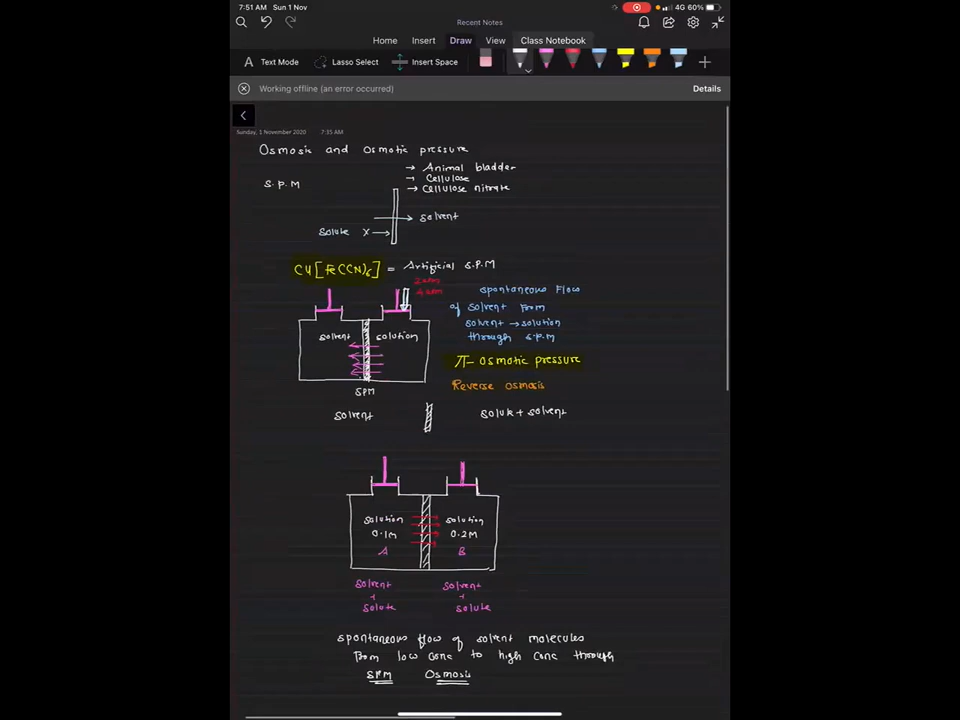 7:51 AM Sun 1 Nov
4G 60%
Recent Notes
Home Insert Draw View Class Notebook
Text Mode Lasso Select Insert Space
Working offline (an error occurred) Details
Sunday, 1 November 2020 7:35 AM
Osmosis and Osmotic pressure
→ Animal bladder
S.P.M → Cellulose
→ Cellulose nitrate
→ solvent
Solute X →
Cu[Fe(CN)6] = Artificial S.P.M
2 atm
4 atm
spontaneous Flow
of solvent from
solvent → solution
through s.p.m
solvent solution
π- osmotic pressure
Reverse osmosis
SPM
Solvent solute + solvent
solution solution
0.1M 0.2M
A B
Solvent Solvent
+ +
solute solute
spontaneous flow of solvent molecules
from low conc to high conc through
SPM Osmosis